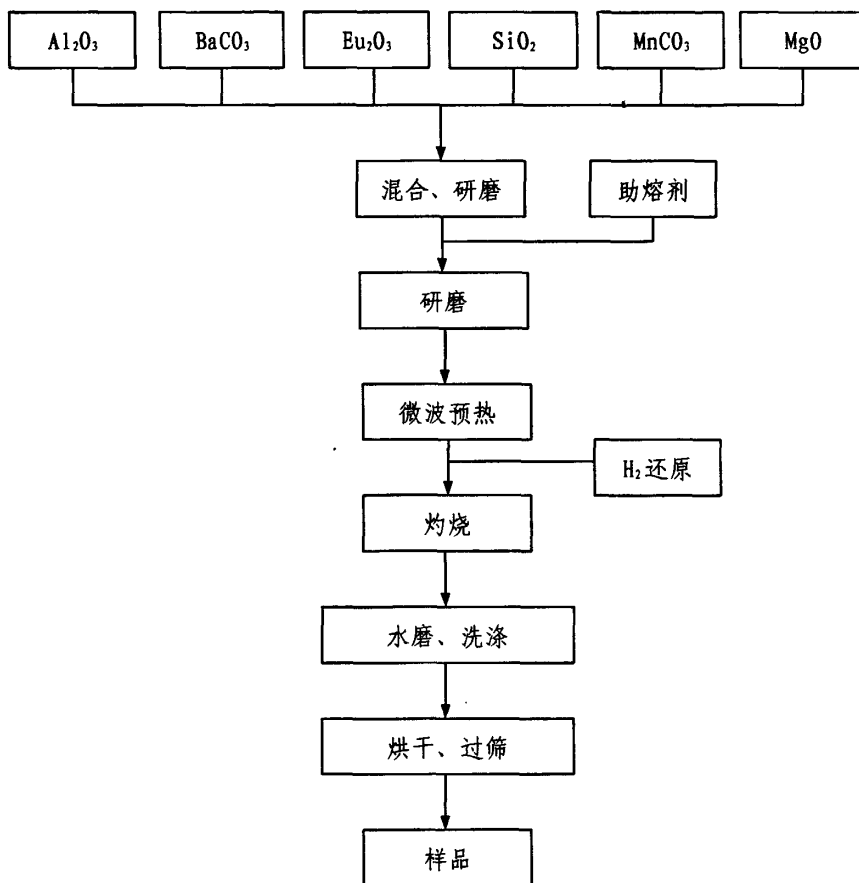 Al₂O₃ BaCO₃ Eu₂O₃ SiO₂ MnCO₃ MgO
混合、研磨 助熔剂
研磨
微波预热
H₂还原
灼烧
水磨、洗涤
烘干、过筛
样品